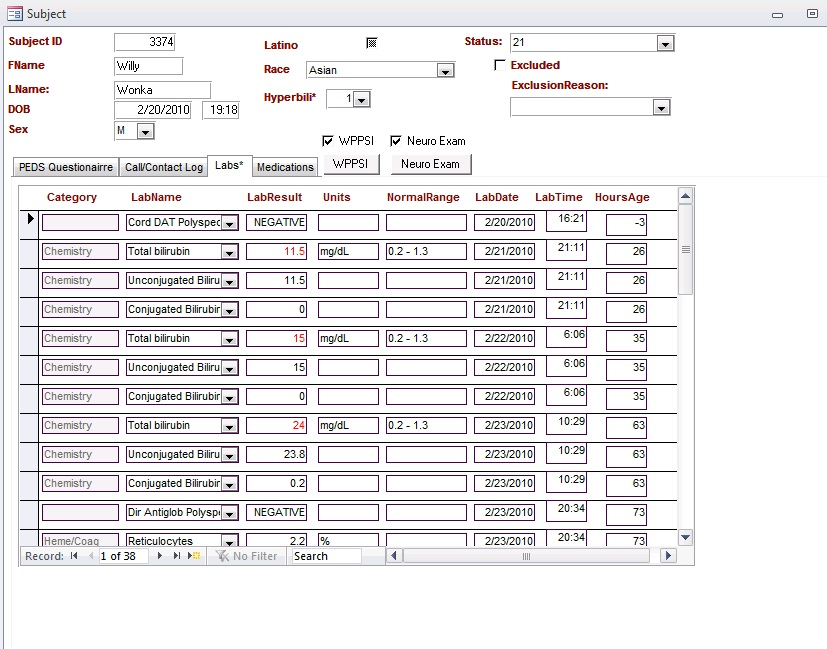 Subject
Subject ID 3374 Latino Status: 21
FName Willy Race Asian Excluded
LName: Wonka ExclusionReason:
DOB 2/20/2010 19:18 Hyperbili* 1
Sex M
WPPSI Neuro Exam
PEDS Questionairre Call/Contact Log Labs* Medications WPPSI Neuro Exam
Category LabName LabResult Units NormalRange LabDate LabTime HoursAge
Cord DAT Polyspec NEGATIVE 2/20/2010 16:21 -3
Chemistry Total bilirubin 11.5 mg/dL 0.2 - 1.3 2/21/2010 21:11 26
Chemistry Unconjugated Biliru 11.5 2/21/2010 21:11 26
Chemistry Conjugated Bilirubin 0 2/21/2010 21:11 26
Chemistry Total bilirubin 15 mg/dL 0.2 - 1.3 2/22/2010 6:06 35
Chemistry Unconjugated Biliru 15 2/22/2010 6:06 35
Chemistry Conjugated Bilirubin 0 2/22/2010 6:06 35
Chemistry Total bilirubin 24 mg/dL 0.2 - 1.3 2/23/2010 10:29 63
Chemistry Unconjugated Biliru 23.8 2/23/2010 10:29 63
Chemistry Conjugated Bilirubin 0.2 2/23/2010 10:29 63
Dir Antiglob Polyspe NEGATIVE 2/23/2010 20:34 73
Heme/Coag Reticulocytes 2.2 % 2/23/2010 20:34 73
Record: 1 of 38 No Filter Search